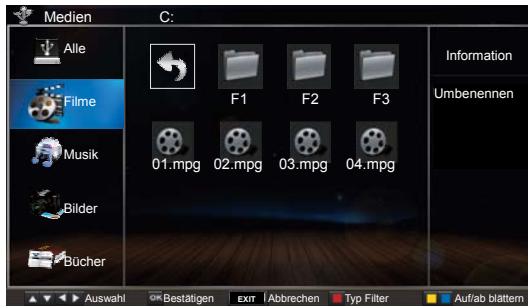 Medien C:
Alle
Filme
Musik
Bilder
Bücher
F1 F2 F3
01.mpg 02.mpg 03.mpg 04.mpg
Information
Umbenennen
Auswahl OK Bestätigen EXIT Abbrechen Typ Filter Auf/ab blättern